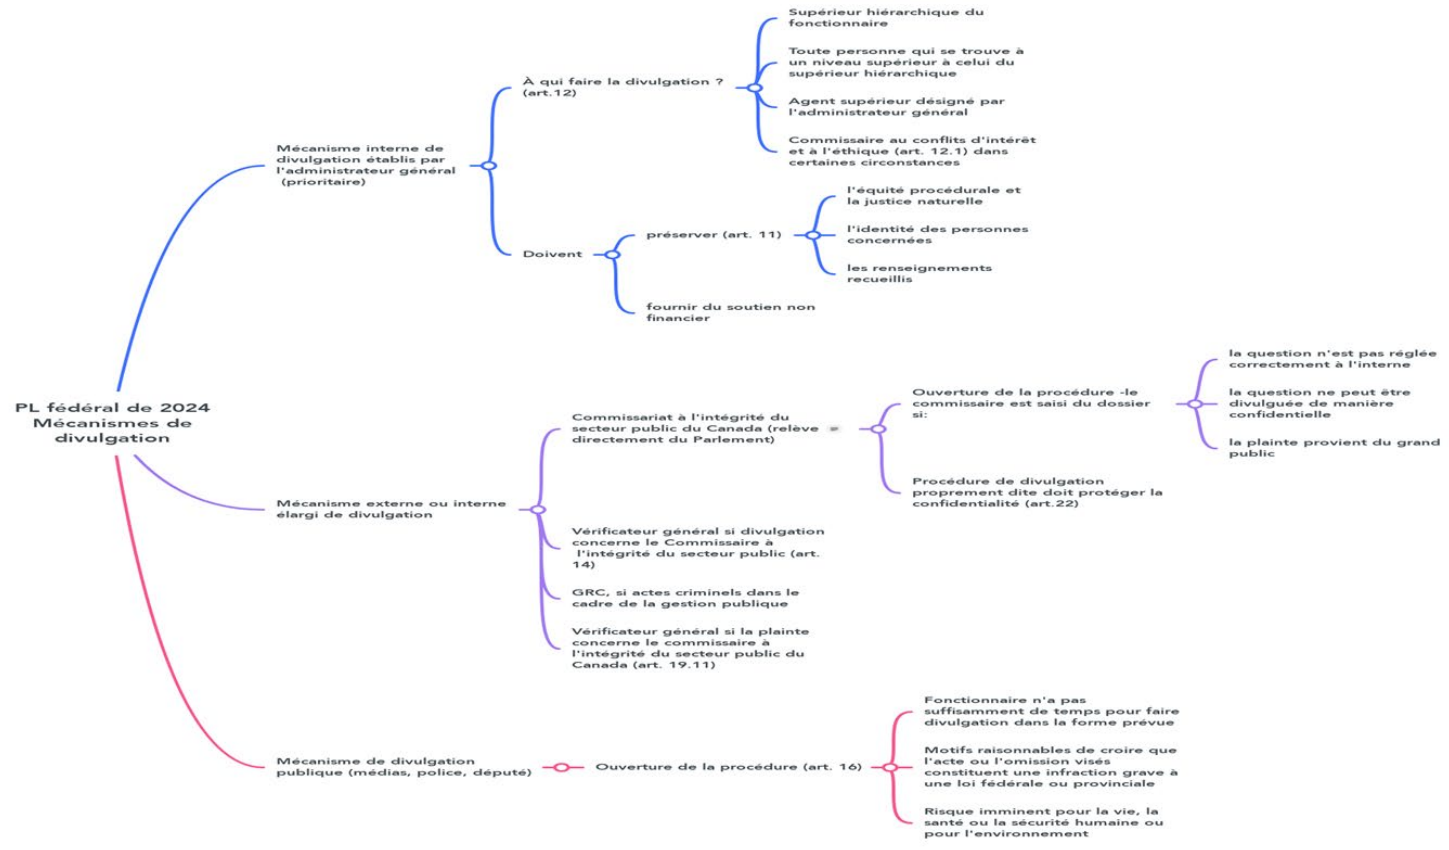 PL fédéral de 2024
Mécanismes de
divulgation
Mécanisme interne de
divulgation établis par
l'administrateur général
(prioritaire)
À qui faire la divulgation ?
(art.12)
Supérieur hiérarchique du
fonctionnaire
Toute personne qui se trouve à
un niveau supérieur à celui du
supérieur hiérarchique
Agent supérieur désigné par
l'administrateur général
Commissaire au conflits d'intérêt
et à l'éthique (art. 12.1) dans
certaines circonstances
Doivent
préserver (art. 11)
l'équité procédurale et
la justice naturelle
l'identité des personnes
concernées
les renseignements
recueillis
fournir du soutien non
financier
Mécanisme externe ou interne
élargi de divulgation
Commissariat à l'intégrité du
secteur public du Canada (relève
directement du Parlement)
Ouverture de la procédure -le
commissaire est saisi du dossier
si:
la question n'est pas réglée
correctement à l'interne
la question ne peut être
divulguée de manière
confidentielle
la plainte provient du grand
public
Procédure de divulgation
proprement dite doit protéger la
confidentialité (art.22)
Vérificateur général si divulgation
concerne le Commissaire à
l'intégrité du secteur public (art.
14)
GRC, si actes criminels dans le
cadre de la gestion publique
Vérificateur général si la plainte
concerne le commissaire à
l'intégrité du secteur public du
Canada (art. 19.11)
Mécanisme de divulgation
publique (médias, police, député)
Ouverture de la procédure (art. 16)
Fonctionnaire n'a pas
suffisamment de temps pour faire
divulgation dans la forme prévue
Motifs raisonnables de croire que
l'acte ou l'omission visés
constituent une infraction grave à
une loi fédérale ou provinciale
Risque imminent pour la vie, la
santé ou la sécurité humaine ou
pour l'environnement